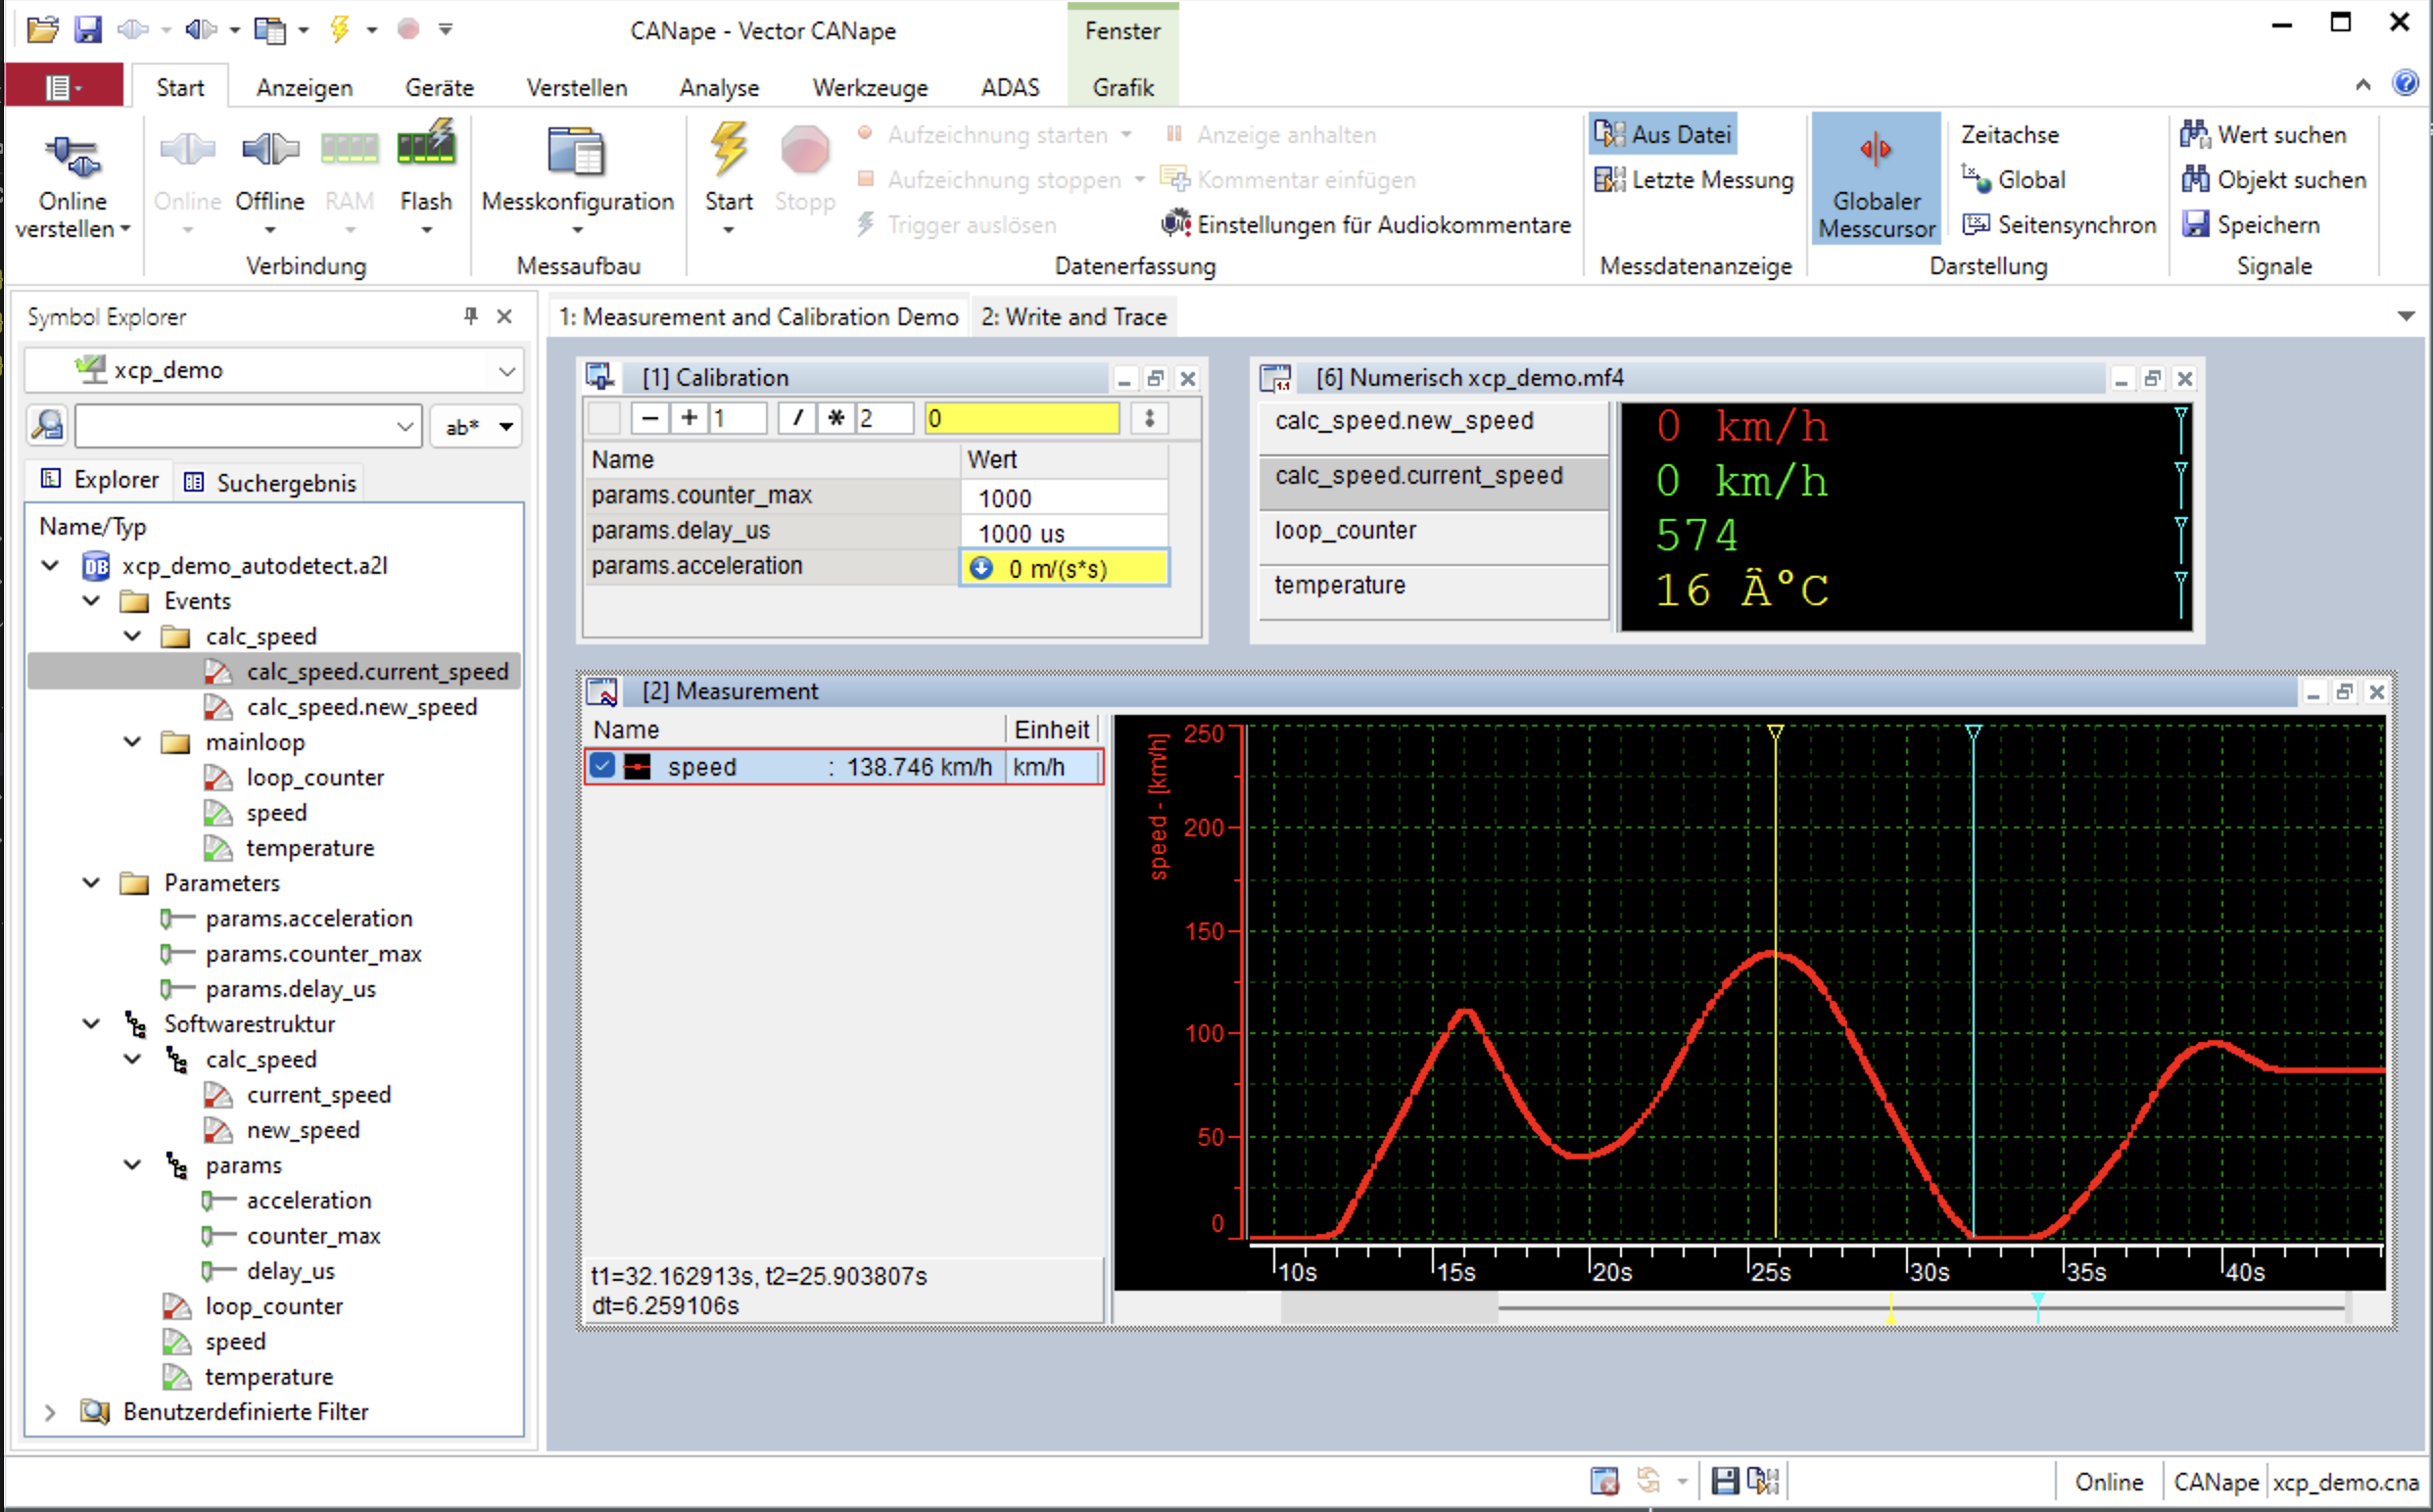 CANape - Vector CANape
Fenster
Start
Anzeigen
Geräte
Verstellen
Analyse
Werkzeuge
ADAS
Grafik
Online verstellen
Online
Offline
RAM
Flash
Verbindung
Messkonfiguration
Messaufbau
Start
Stopp
Aufzeichnung starten
Aufzeichnung stoppen
Trigger auslösen
Anzeige anhalten
Kommentar einfügen
Einstellungen für Audiokommentare
Datenerfassung
Aus Datei
Letzte Messung
Messdatenanzeige
Globaler Messcursor
Zeitachse
Global
Seitensynchron
Darstellung
Wert suchen
Objekt suchen
Speichern
Signale
Symbol Explorer
xcp_demo
ab*
Explorer
Suchergebnis
Name/Typ
DB xcp_demo_autodetect.a2l
Events
calc_speed
calc_speed.current_speed
calc_speed.new_speed
mainloop
loop_counter
speed
temperature
Parameters
params.acceleration
params.counter_max
params.delay_us
Softwarestruktur
calc_speed
current_speed
new_speed
params
acceleration
counter_max
delay_us
loop_counter
speed
temperature
Benutzerdefinierte Filter
1: Measurement and Calibration Demo
2: Write and Trace
[1] Calibration
− + 1 / * 2 0
Name Wert
params.counter_max 1000
params.delay_us 1000 us
params.acceleration 0 m/(s*s)
[6] Numerisch xcp_demo.mf4
calc_speed.new_speed 0 km/h
calc_speed.current_speed 0 km/h
loop_counter 574
temperature 16 Â°C
[2] Measurement
Name Einheit
speed : 138.746 km/h km/h
t1=32.162913s, t2=25.903807s
dt=6.259106s
speed - [km/h]
250
200
150
100
50
0
10s 15s 20s 25s 30s 35s 40s
Online CANape xcp_demo.cna